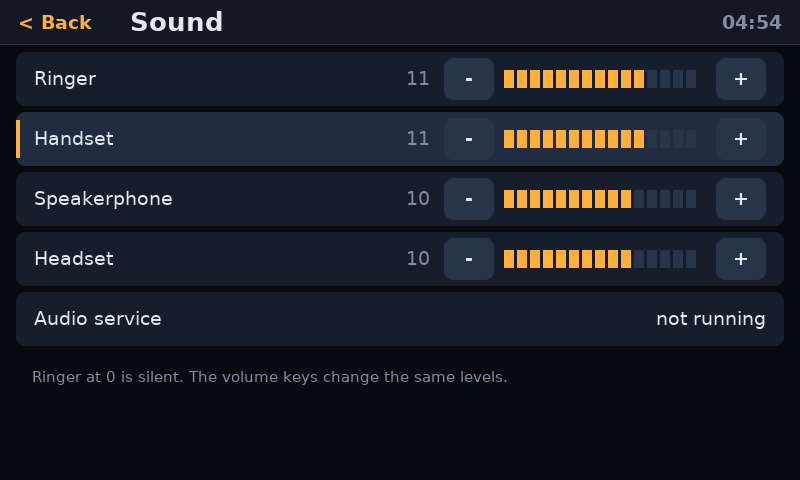 < Back Sound 04:54
Ringer 11 - +
Handset 11 - +
Speakerphone 10 - +
Headset 10 - +
Audio service not running
Ringer at 0 is silent. The volume keys change the same levels.